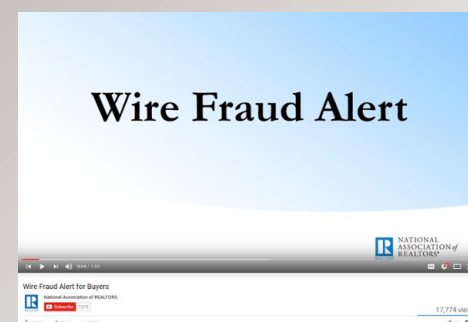 Wire Fraud Alert
NATIONAL
ASSOCIATION of
REALTORS®
Wire Fraud Alert for Buyers
National Association of REALTORS
Subscribe
17,774